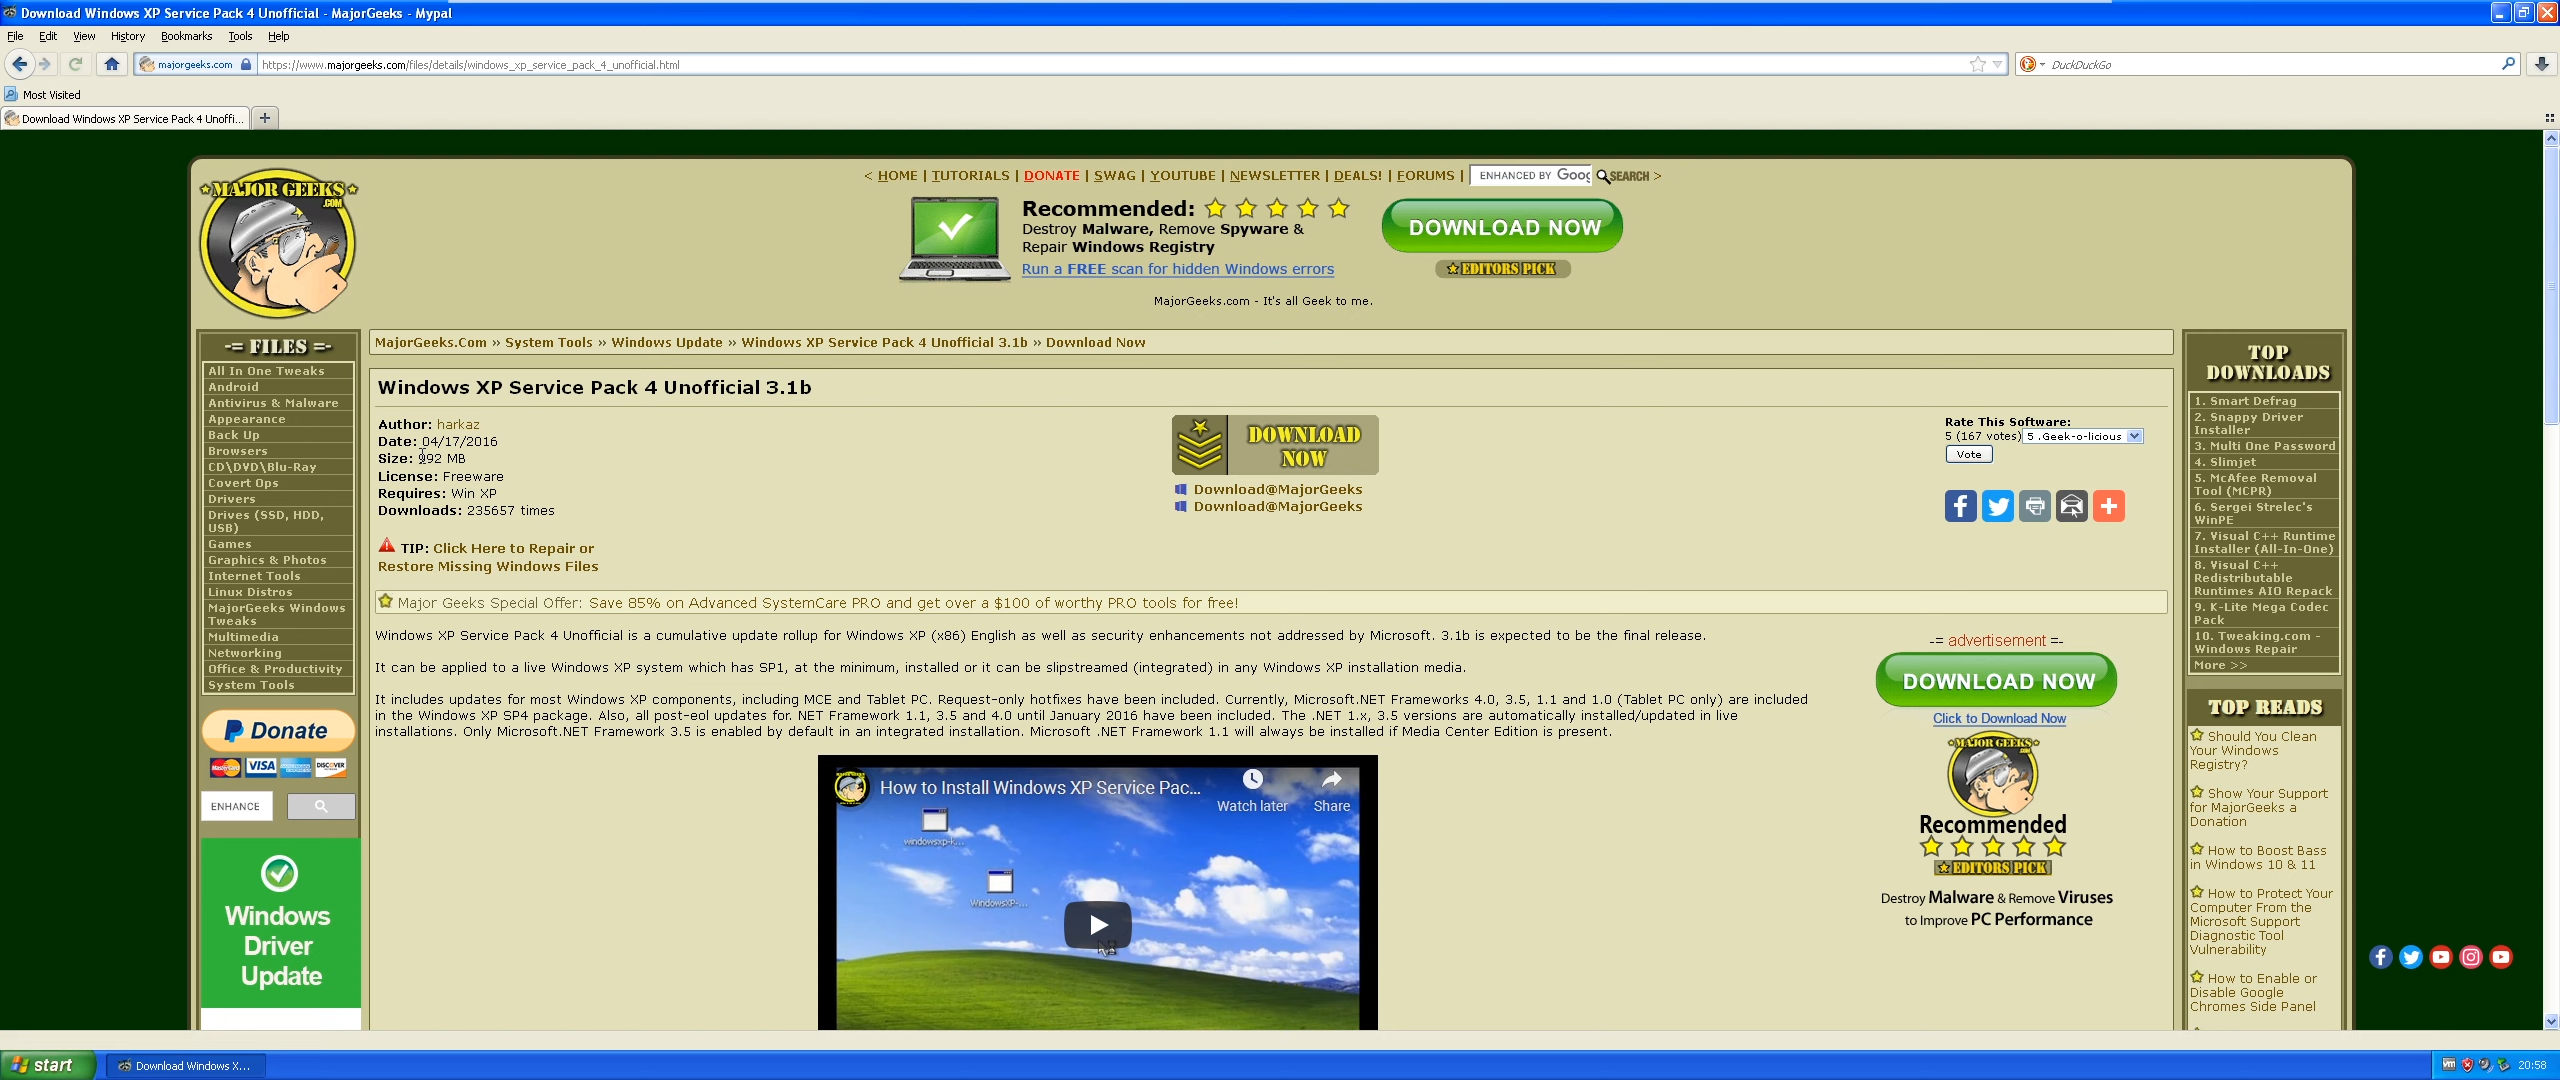 Download Windows XP Service Pack 4 Unofficial - MajorGeeks - Mypal
File Edit View History Bookmarks Tools Help
majorgeeks.com https://www.majorgeeks.com/files/details/windows_xp_service_pack_4_unofficial.html DuckDuckGo
Most Visited
Download Windows XP Service Pack 4 Unoffi... +
MAJOR GEEKS
.COM
< HOME | TUTORIALS | DONATE | SWAG | YOUTUBE | NEWSLETTER | DEALS! | FORUMS | ENHANCED BY Goog SEARCH >
Recommended:
Destroy Malware, Remove Spyware &
Repair Windows Registry
Run a FREE scan for hidden Windows errors
DOWNLOAD NOW
EDITORS PICK
MajorGeeks.com - It's all Geek to me.
-= FILES =-
All In One Tweaks
Android
Antivirus & Malware
Appearance
Back Up
Browsers
CD\DVD\Blu-Ray
Covert Ops
Drivers
Drives (SSD, HDD,
USB)
Games
Graphics & Photos
Internet Tools
Linux Distros
MajorGeeks Windows
Tweaks
Multimedia
Networking
Office & Productivity
System Tools
Donate
MasterCard VISA AMERICAN EXPRESS DISCOVER
ENHANCE
Windows
Driver
Update
MajorGeeks.Com » System Tools » Windows Update » Windows XP Service Pack 4 Unofficial 3.1b » Download Now
Windows XP Service Pack 4 Unofficial 3.1b
Author: harkaz
Date: 04/17/2016
Size: 992 MB
License: Freeware
Requires: Win XP
Downloads: 235657 times
TIP: Click Here to Repair or
Restore Missing Windows Files
DOWNLOAD
NOW
Download@MajorGeeks
Download@MajorGeeks
Rate This Software:
5 (167 votes) 5 .Geek-o-licious
Vote
Major Geeks Special Offer: Save 85% on Advanced SystemCare PRO and get over a $100 of worthy PRO tools for free!
Windows XP Service Pack 4 Unofficial is a cumulative update rollup for Windows XP (x86) English as well as security enhancements not addressed by Microsoft. 3.1b is expected to be the final release.
It can be applied to a live Windows XP system which has SP1, at the minimum, installed or it can be slipstreamed (integrated) in any Windows XP installation media.
It includes updates for most Windows XP components, including MCE and Tablet PC. Request-only hotfixes have been included. Currently, Microsoft.NET Frameworks 4.0, 3.5, 1.1 and 1.0 (Tablet PC only) are included
in the Windows XP SP4 package. Also, all post-eol updates for. NET Framework 1.1, 3.5 and 4.0 until January 2016 have been included. The .NET 1.x, 3.5 versions are automatically installed/updated in live
installations. Only Microsoft.NET Framework 3.5 is enabled by default in an integrated installation. Microsoft .NET Framework 1.1 will always be installed if Media Center Edition is present.
How to Install Windows XP Service Pac...
Watch later Share
windowsxp-k...
WindowsXP-...
-= advertisement =-
DOWNLOAD NOW
Click to Download Now
MAJOR GEEKS
Recommended
EDITORS PICK
Destroy Malware & Remove Viruses
to Improve PC Performance
TOP
DOWNLOADS
1. Smart Defrag
2. Snappy Driver
Installer
3. Multi One Password
4. Slimjet
5. McAfee Removal
Tool (MCPR)
6. Sergei Strelec's
WinPE
7. Visual C++ Runtime
Installer (All-In-One)
8. Visual C++
Redistributable
Runtimes AIO Repack
9. K-Lite Mega Codec
Pack
10. Tweaking.com -
Windows Repair
More >>
TOP READS
Should You Clean
Your Windows
Registry?
Show Your Support
for MajorGeeks a
Donation
How to Boost Bass
in Windows 10 & 11
How to Protect Your
Computer From the
Microsoft Support
Diagnostic Tool
Vulnerability
How to Enable or
Disable Google
Chromes Side Panel
start Download Windows X... vm 20:58